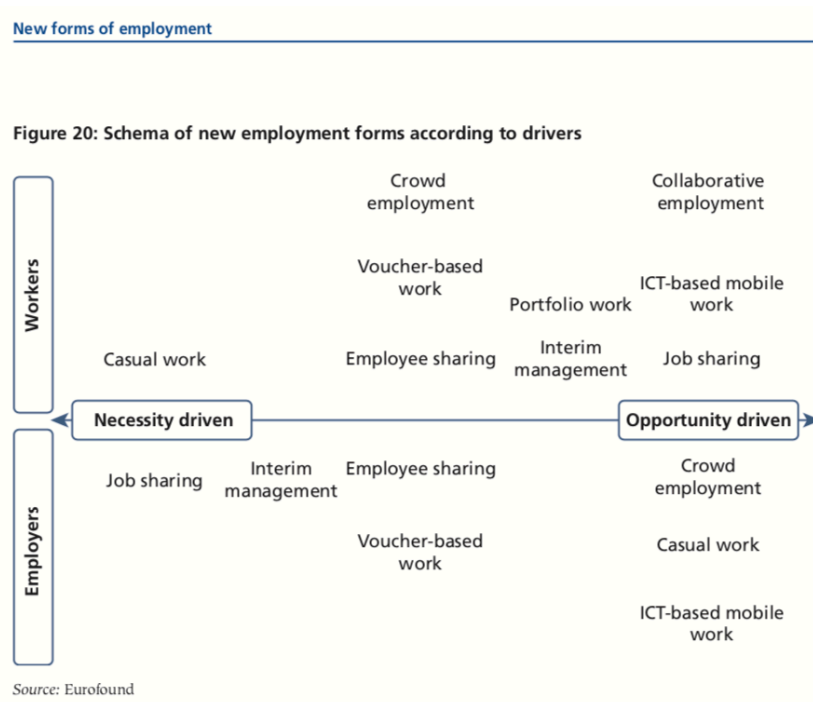 New forms of employment
Figure 20: Schema of new employment forms according to drivers
Workers
Crowd
employment
Collaborative
employment
Voucher-based
work
Portfolio work
ICT-based mobile
work
Casual work
Employee sharing
Interim
management
Job sharing
Necessity driven
Opportunity driven
Employers
Job sharing
Interim
management
Employee sharing
Crowd
employment
Voucher-based
work
Casual work
ICT-based mobile
work
Source: Eurofound